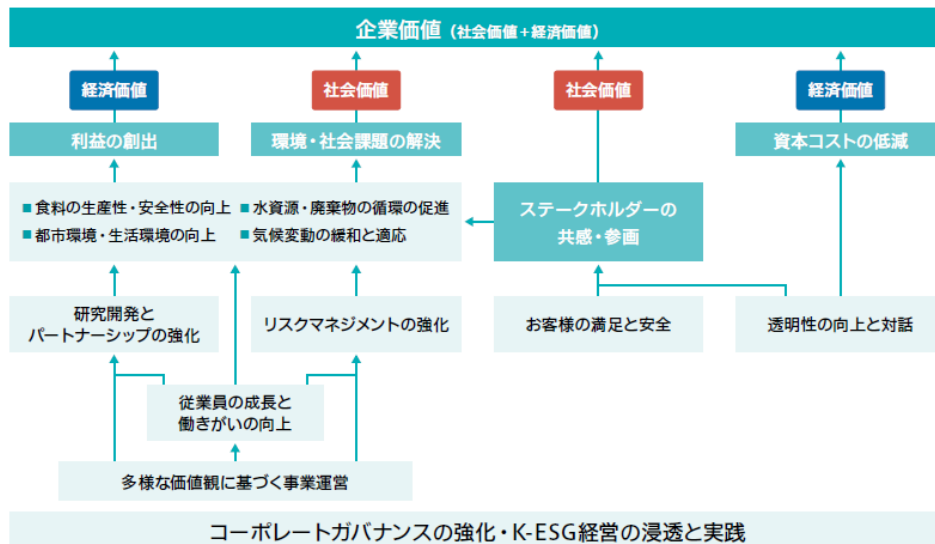 企業価値（社会価値＋経済価値）
経済価値
社会価値
社会価値
経済価値
利益の創出
環境・社会課題の解決
資本コストの低減
■食料の生産性・安全性の向上
■水資源・廃棄物の循環の促進
■都市環境・生活環境の向上
■気候変動の緩和と適応
ステークホルダーの
共感・参画
研究開発と
パートナーシップの強化
リスクマネジメントの強化
お客様の満足と安全
透明性の向上と対話
従業員の成長と
働きがいの向上
多様な価値観に基づく事業運営
コーポレートガバナンスの強化・K-ESG経営の浸透と実践